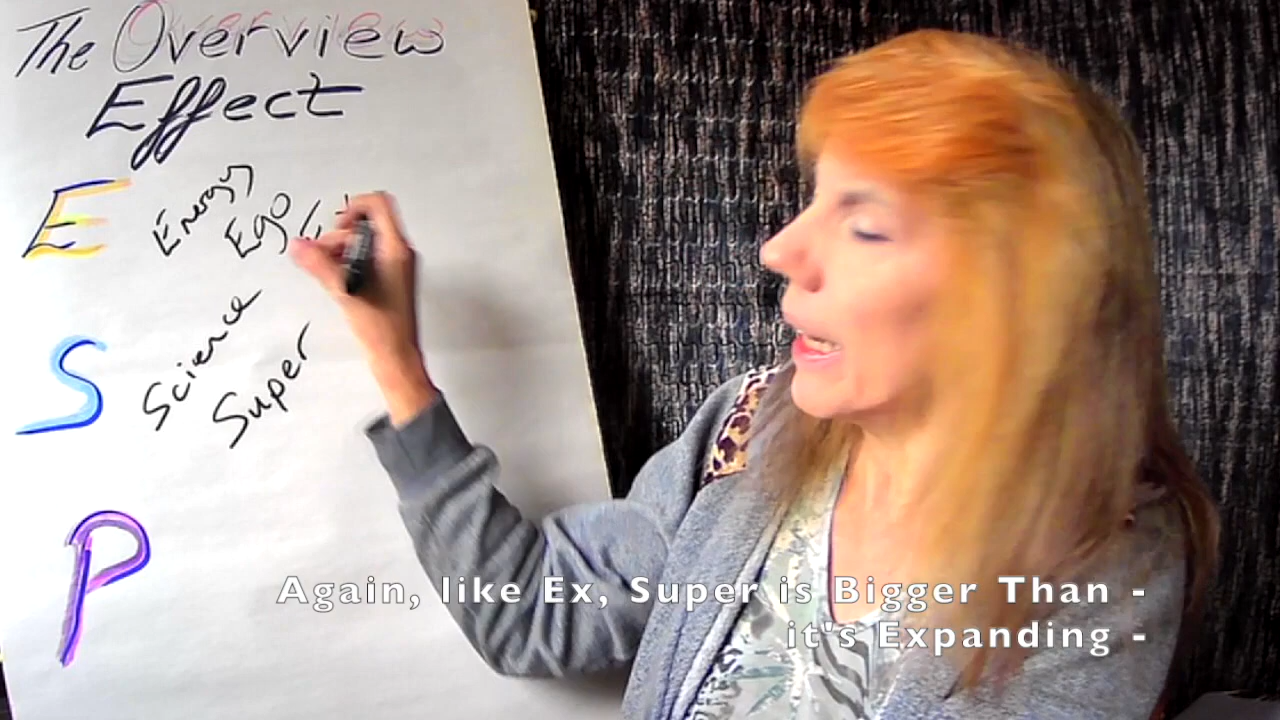 The Overview
Effect
E Energy Ego
S Science Super
P
Again, like Ex, Super is Bigger Than -
it's Expanding -